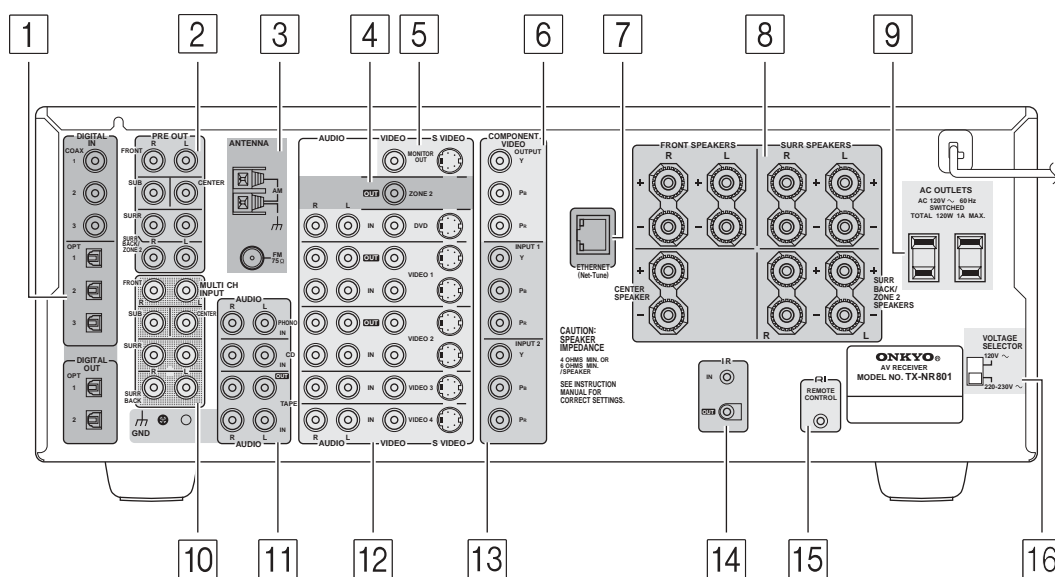 1 2 3 4 5 6 7 8 9
DIGITAL IN
COAX
1
2
3
OPT
1
2
3
DIGITAL OUT
OPT
1
2
PRE OUT
R L
FRONT
SUB CENTER
SURR
SURR BACK/ ZONE 2
R L
FRONT
MULTI CH INPUT
R L
SUB CENTER
SURR
R L
SURR BACK
GND
ANTENNA
AM
FM 75Ω
AUDIO
R L
PHONO IN
CD IN
OUT
TAPE
IN
R L
AUDIO
AUDIO VIDEO S VIDEO
MONITOR OUT
OUT ZONE 2
R L
IN DVD
OUT
VIDEO 1
IN
OUT
VIDEO 2
IN
IN VIDEO 3
IN VIDEO 4
R L
AUDIO VIDEO S VIDEO
COMPONENT. VIDEO
OUTPUT
Y
PB
PR
INPUT 1
Y
PB
PR
INPUT 2
Y
PB
PR
ETHERNET
(Net-Tune)
CAUTION:
SPEAKER
IMPEDANCE
4 OHMS MIN. OR
6 OHMS MIN.
/SPEAKER
SEE INSTRUCTION
MANUAL FOR
CORRECT SETTINGS.
FRONT SPEAKERS
R L
SURR SPEAKERS
R L
+ +
- -
+ +
- -
CENTER
SPEAKER
+
-
+ +
- -
SURR
BACK/
ZONE 2
SPEAKERS
R L
AC OUTLETS
AC 120V ~ 60 Hz
SWITCHED
TOTAL 120W 1A MAX.
IR
IN
OUT
RI
REMOTE
CONTROL
ONKYO®
AV RECEIVER
MODEL NO. TX-NR801
VOLTAGE
SELECTOR
120V ~
220-230V ~
10 11 12 13 14 15 16